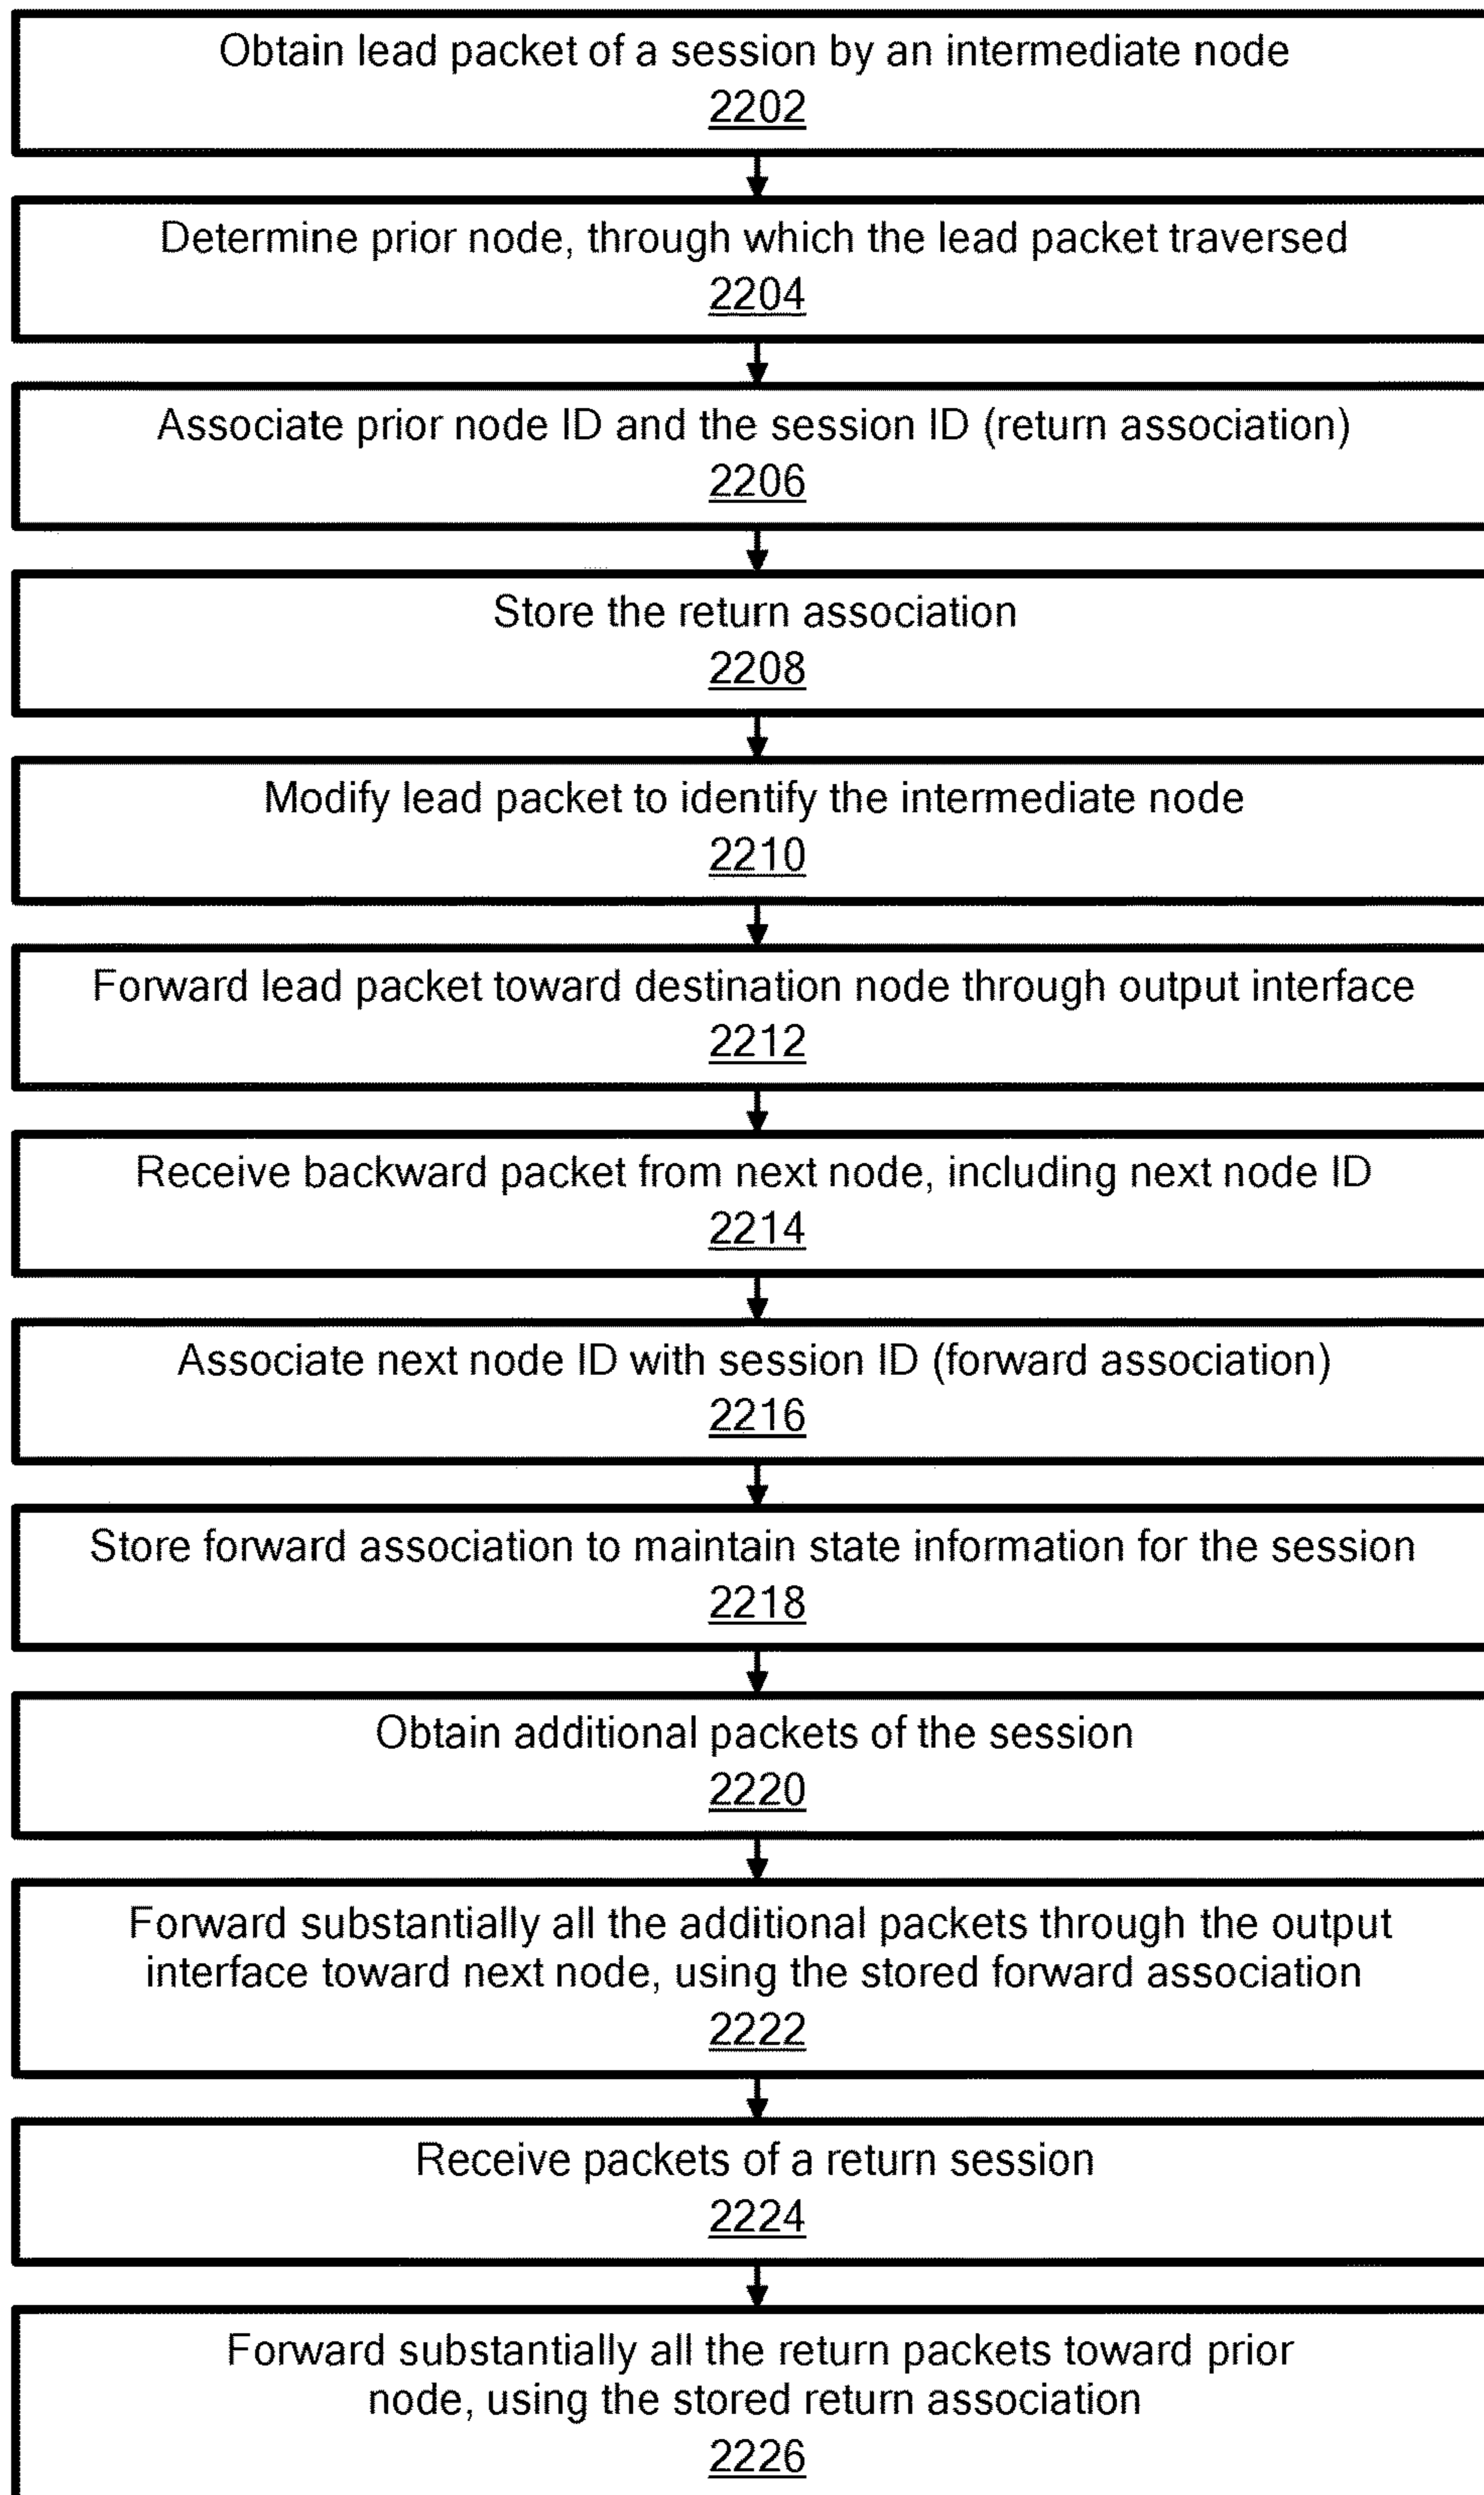 Obtain lead packet of a session by an intermediate node
2202
Determine prior node, through which the lead packet traversed
2204
Associate prior node ID and the session ID (return association)
2206
Store the return association
2208
Modify lead packet to identify the intermediate node
2210
Forward lead packet toward destination node through output interface
2212
Receive backward packet from next node, including next node ID
2214
Associate next node ID with session ID (forward association)
2216
Store forward association to maintain state information for the session
2218
Obtain additional packets of the session
2220
Forward substantially all the additional packets through the output
interface toward next node, using the stored forward association
2222
Receive packets of a return session
2224
Forward substantially all the return packets toward prior
node, using the stored return association
2226